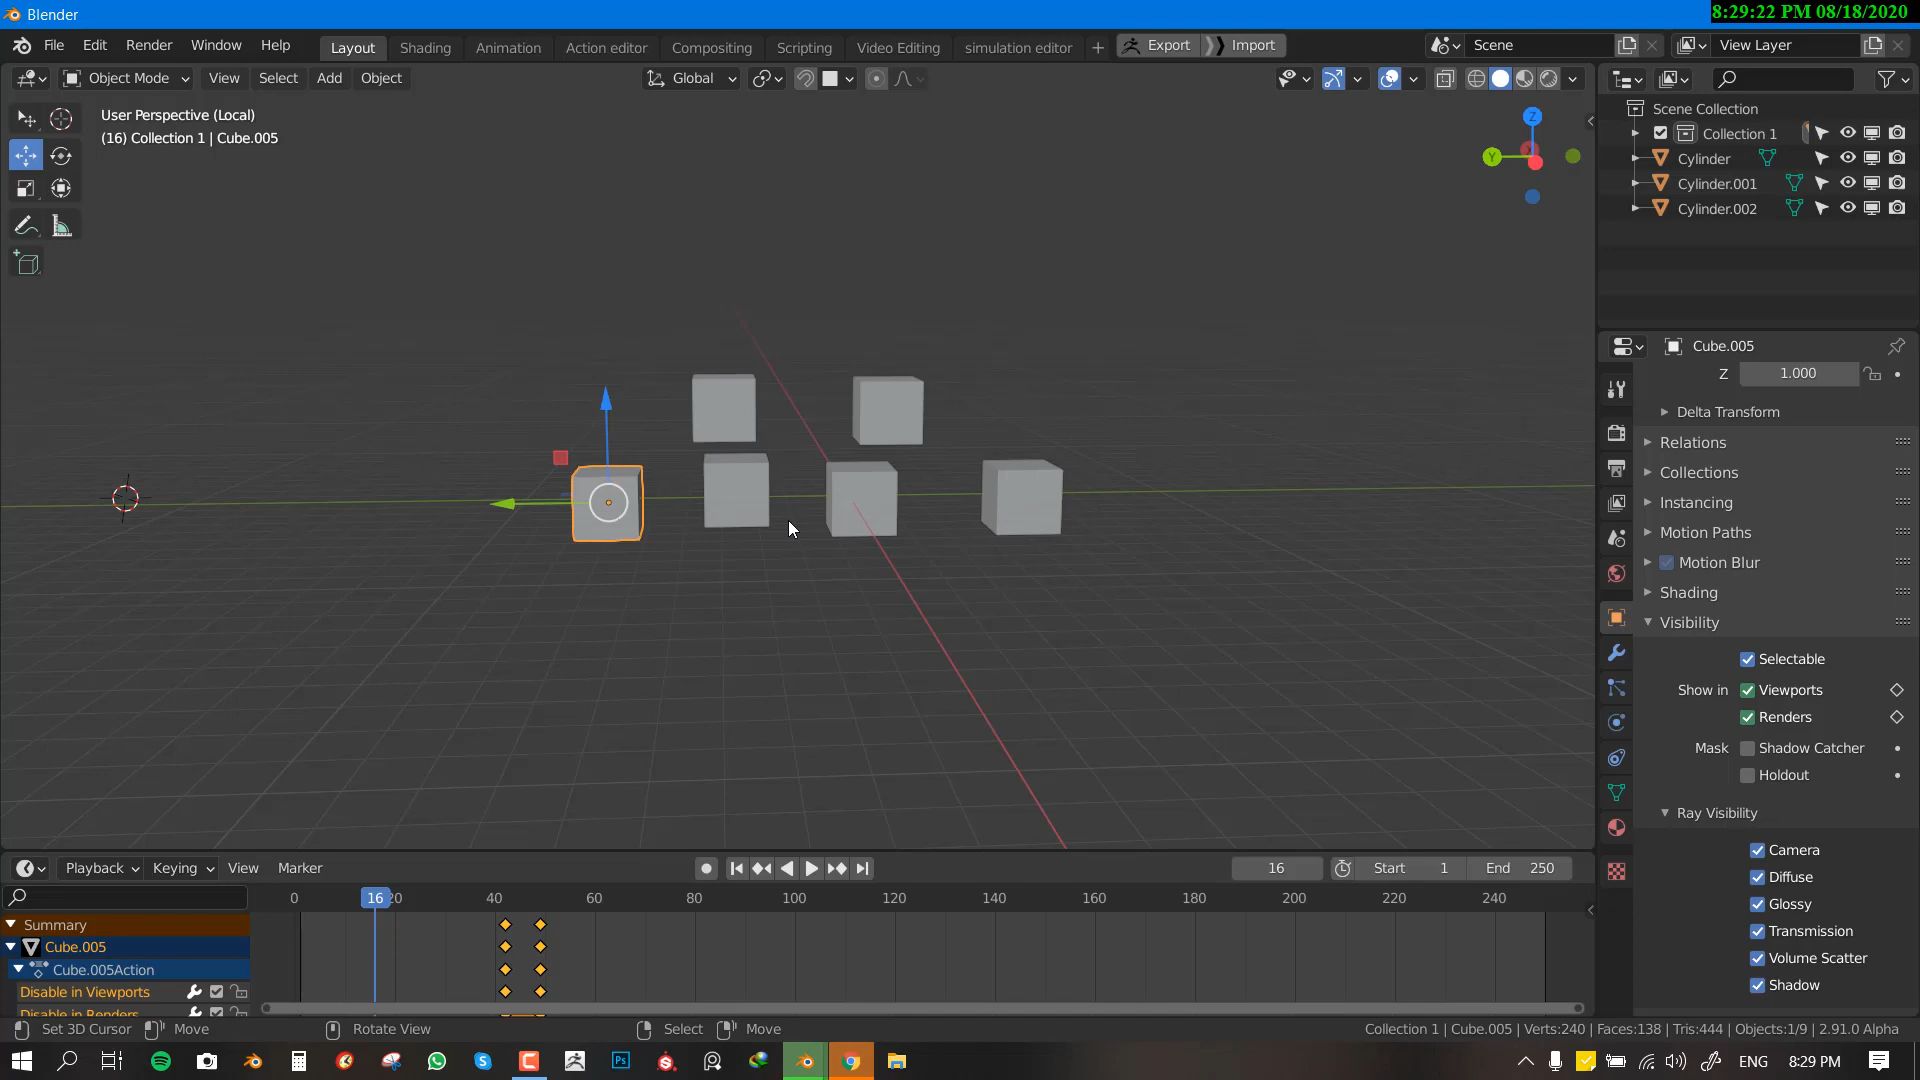 Blender
8:29:22 PM 08/18/2020
File Edit Render Window Help
Layout Shading Animation Action editor Compositing Scripting Video Editing simulation editor + Export Import
Scene
View Layer
Object Mode View Select Add Object
Global
User Perspective (Local)
(16) Collection 1 | Cube.005
Z
Y
Scene Collection
Collection 1
Cylinder
Cylinder.001
Cylinder.002
Cube.005
Z 1.000
Delta Transform
Relations
Collections
Instancing
Motion Paths
Motion Blur
Shading
Visibility
Selectable
Show in Viewports
Renders
Mask Shadow Catcher
Holdout
Ray Visibility
Camera
Diffuse
Glossy
Transmission
Volume Scatter
Shadow
Playback Keying View Marker
16 Start 1 End 250
0 16 20 40 60 80 100 120 140 160 180 200 220 240
Summary
Cube.005
Cube.005Action
Disable in Viewports
Disable in Renders
Set 3D Cursor Move Rotate View Select Move
Collection 1 | Cube.005 | Verts:240 | Faces:138 | Tris:444 | Objects:1/9 | 2.91.0 Alpha
Ps
ENG 8:29 PM